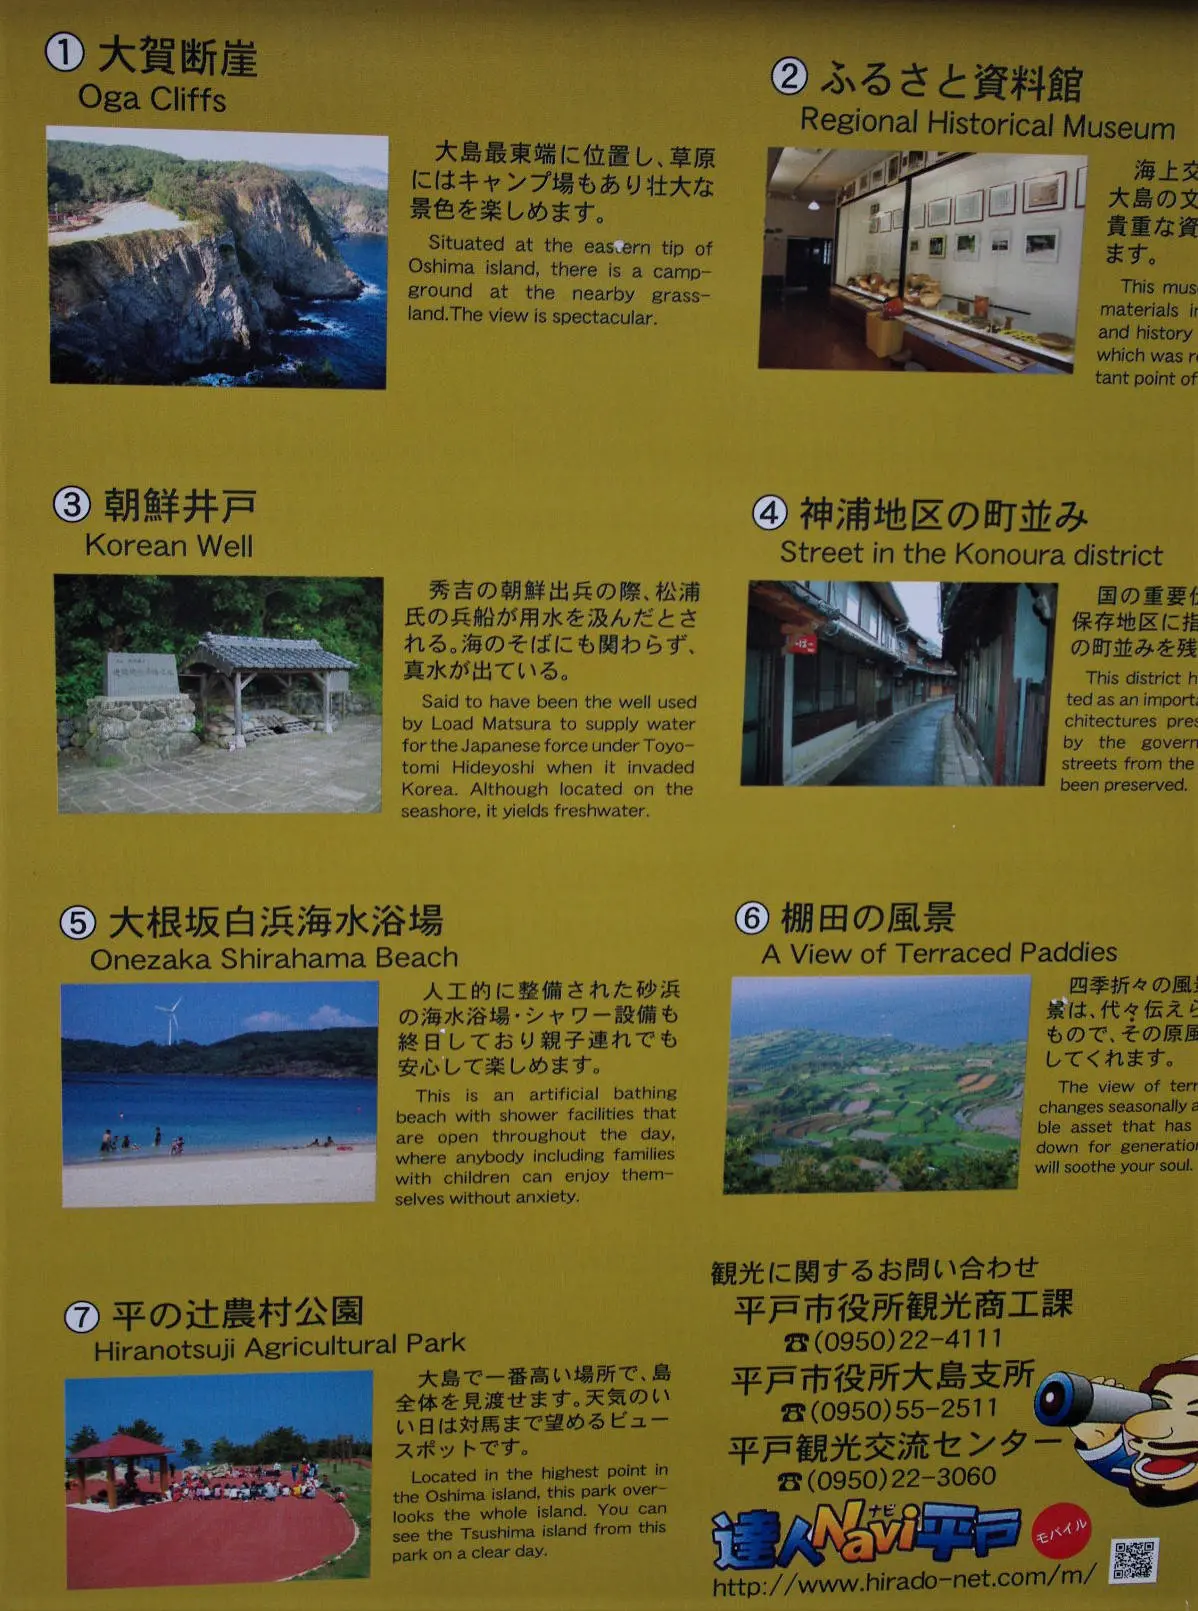 ① 大賀断崖
Oga Cliffs
大島最東端に位置し、草原
にはキャンプ場もあり壮大な
景色を楽しめます。
Situated at the eastern tip of
Oshima island, there is a camp-
ground at the nearby grass-
land.The view is spectacular.
② ふるさと資料館
Regional Historical Museum
海上交
大島の文
貴重な資
ます。
This mus
materials in
and history
which was r
tant point of
③ 朝鮮井戸
Korean Well
秀吉の朝鮮出兵の際、松浦
氏の兵船が用水を汲んだとさ
れる。海のそばにも関わらず、
真水が出ている。
Said to have been the well used
by Load Matsura to supply water
for the Japanese force under Toyo-
tomi Hideyoshi when it invaded
Korea. Although located on the
seashore, it yields freshwater.
④ 神浦地区の町並み
Street in the Konoura district
国の重要伝
保存地区に指
の町並みを残
This district h
ted as an importa
chitectures pres
by the govern
streets from the
been preserved.
⑤ 大根坂白浜海水浴場
Onezaka Shirahama Beach
人工的に整備された砂浜
の海水浴場・シャワー設備も
終日しており親子連れでも
安心して楽しめます。
This is an artificial bathing
beach with shower facilities that
are open throughout the day,
where anybody including families
with children can enjoy them-
selves without anxiety.
⑥ 棚田の風景
A View of Terraced Paddies
四季折々の風景
景は、代々伝えら
もので、その原風
してくれます。
The view of terr
changes seasonally a
ble asset that has
down for generation
will soothe your soul.
⑦ 平の辻農村公園
Hiranotsuji Agricultural Park
大島で一番高い場所で、島
全体を見渡せます。天気のい
い日は対馬まで望めるビュー
スポットです。
Located in the highest point in
the Oshima island, this park over-
looks the whole island. You can
see the Tsushima island from this
park on a clear day.
観光に関するお問い合わせ
平戸市役所観光商工課
☎(0950)22-4111
平戸市役所大島支所
☎(0950)55-2511
平戸観光交流センター
☎(0950)22-3060
達人Navi平戸
ナビ
モバイル
http://www.hirado-net.com/m/